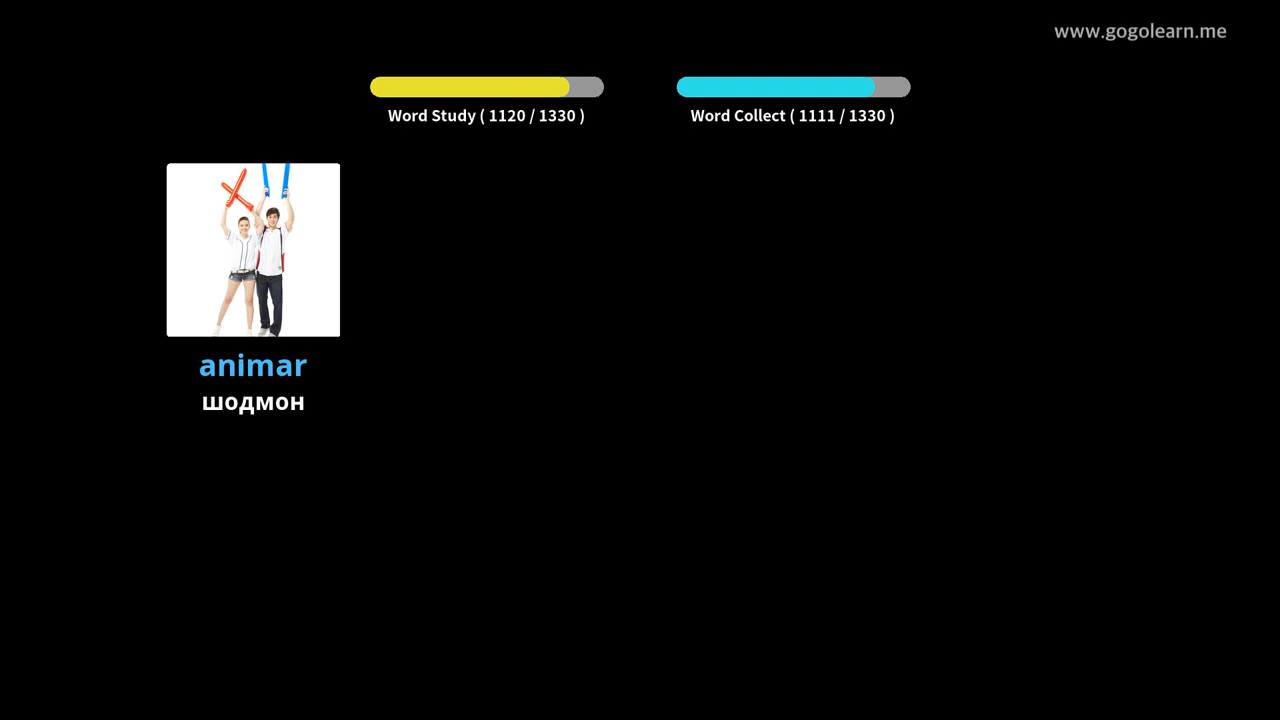 www.gogolearn.me
Word Study ( 1120 / 1330 )
Word Collect ( 1111 / 1330 )
animar
шодмон